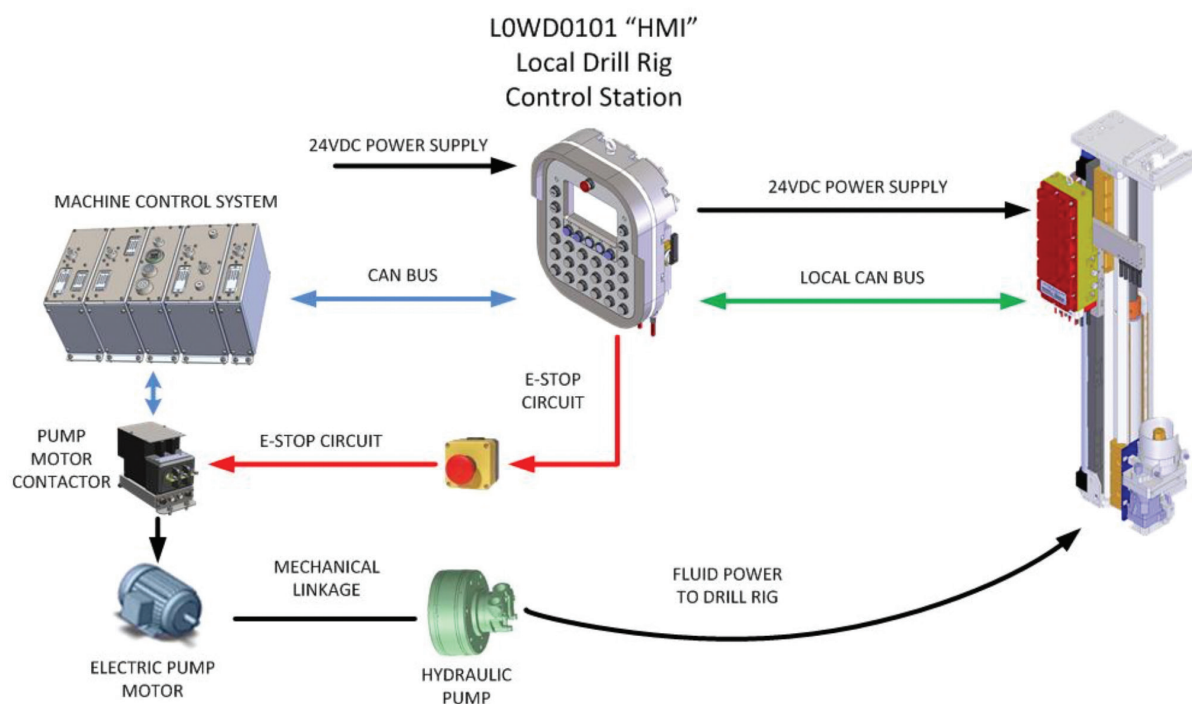 L0WD0101 “HMI”
Local Drill Rig
Control Station
24VDC POWER SUPPLY
MACHINE CONTROL SYSTEM
24VDC POWER SUPPLY
CAN BUS
LOCAL CAN BUS
E-STOP
CIRCUIT
PUMP
MOTOR
CONTACTOR
E-STOP CIRCUIT
MECHANICAL
LINKAGE
FLUID POWER
TO DRILL RIG
ELECTRIC PUMP
MOTOR
HYDRAULIC
PUMP